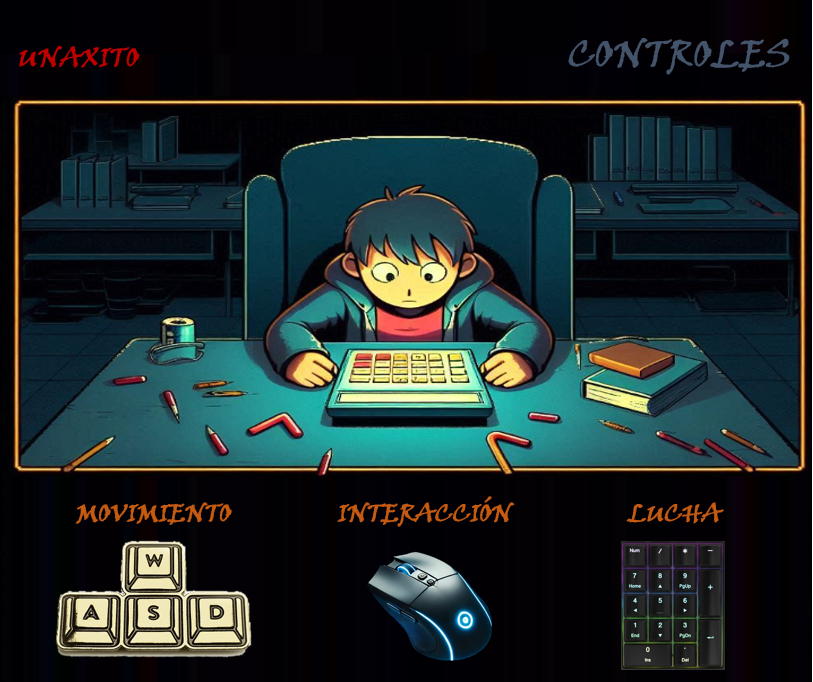 UNAXITO
CONTROLES
MOVIMIENTO
INTERACCIÓN
LUCHA
W
A S D
Num / * -
7 8 9 +
Home ▲ PgUp
4 5 6
◄ ►
1 2 3
End ▼ PgDn
0 .
Ins Del